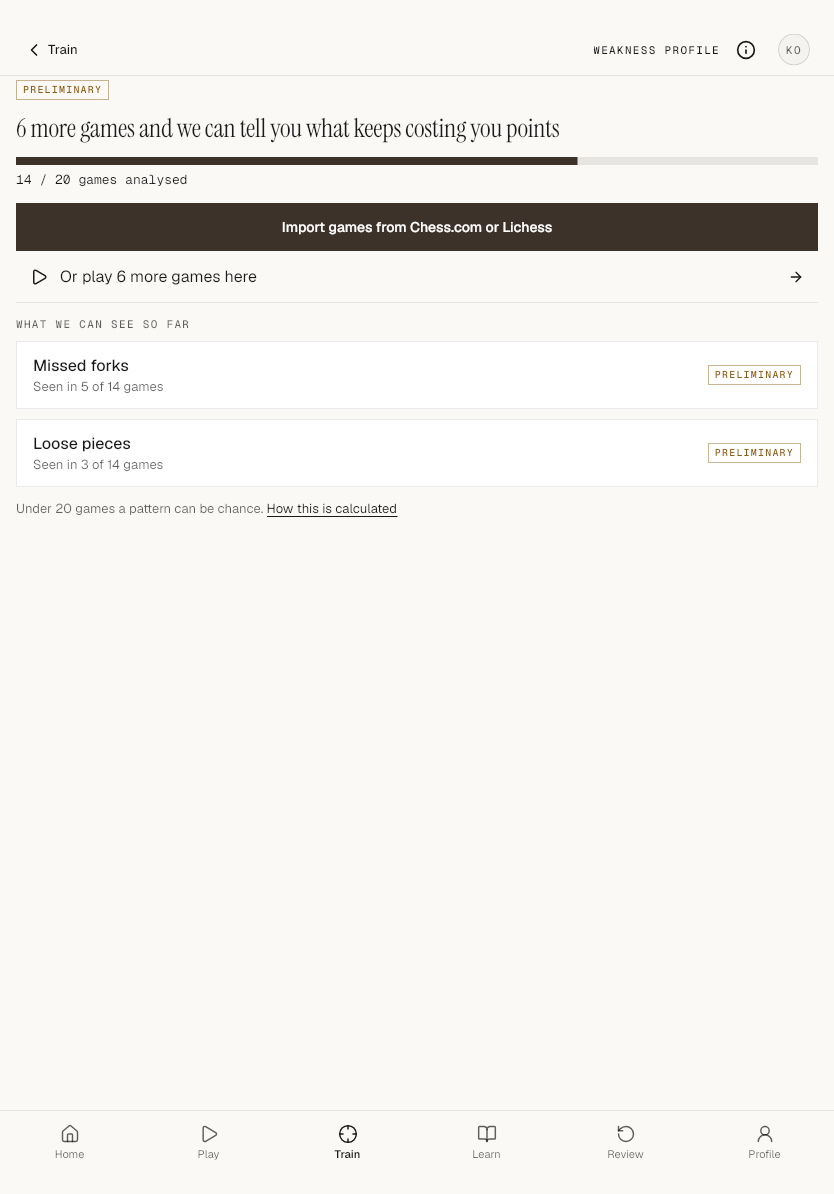 Train
WEAKNESS PROFILE
KO
PRELIMINARY
6 more games and we can tell you what keeps costing you points
14 / 20 games analysed
Import games from Chess.com or Lichess
Or play 6 more games here
WHAT WE CAN SEE SO FAR
Missed forks
Seen in 5 of 14 games
PRELIMINARY
Loose pieces
Seen in 3 of 14 games
PRELIMINARY
Under 20 games a pattern can be chance. How this is calculated
Home
Play
Train
Learn
Review
Profile